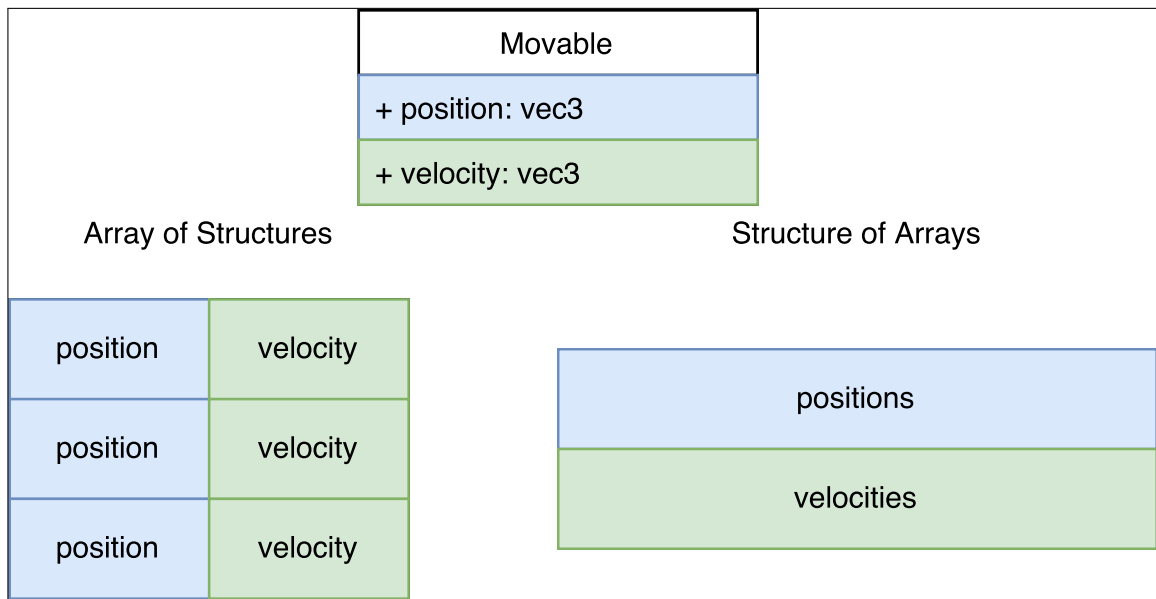 Movable
+ position: vec3
+ velocity: vec3
Array of Structures
Structure of Arrays
position
velocity
position
velocity
position
velocity
positions
velocities